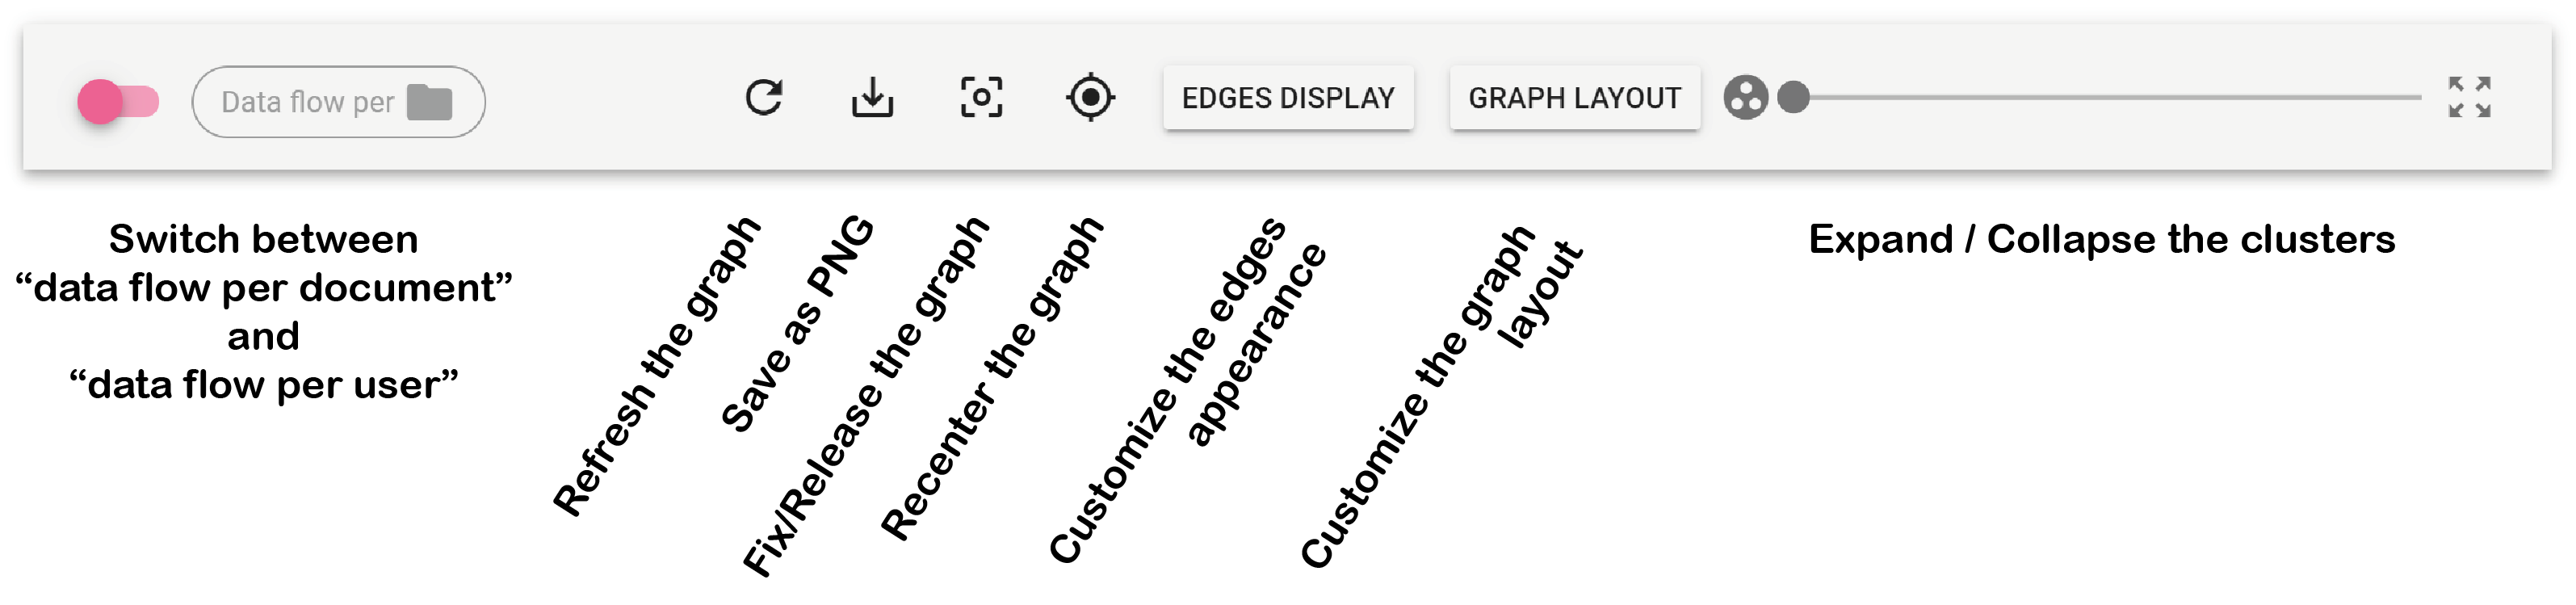 Data flow per
EDGES DISPLAY
GRAPH LAYOUT
Switch between
“data flow per document”
and
“data flow per user”
Refresh the graph
Save as PNG
Fix/Release the graph
Recenter the graph
Customize the edges
appearance
Customize the graph
layout
Expand / Collapse the clusters